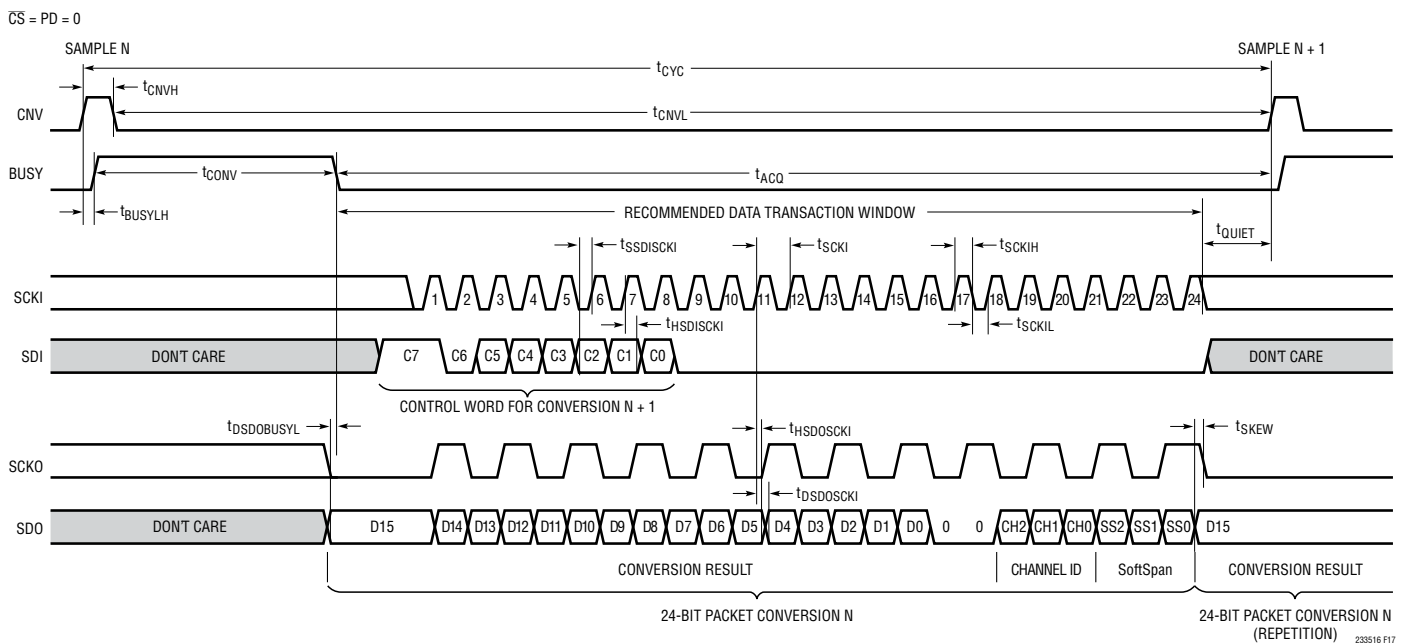 CS = PD = 0
SAMPLE N
SAMPLE N + 1
tCYC
tCNVH
CNV
tCNVL
BUSY
tCONV
tACQ
tBUSYLH
RECOMMENDED DATA TRANSACTION WINDOW
tQUIET
tSSDISCKI
tSCKI
tSCKIH
SCKI
1 2 3 4 5 6 7 8 9 10 11 12 13 14 15 16 17 18 19 20 21 22 23 24
tHSDISCKI
tSCKIL
SDI
DON'T CARE
C7 C6 C5 C4 C3 C2 C1 C0
DON'T CARE
CONTROL WORD FOR CONVERSION N + 1
tDSDOBUSYL
tHSDOSCKI
tSKEW
SCKO
tDSDOSCKI
SDO
DON'T CARE
D15 D14 D13 D12 D11 D10 D9 D8 D7 D6 D5 D4 D3 D2 D1 D0 0 0 CH2 CH1 CH0 SS2 SS1 SS0 D15
CONVERSION RESULT
CHANNEL ID
SoftSpan
CONVERSION RESULT
24-BIT PACKET CONVERSION N
24-BIT PACKET CONVERSION N
(REPETITION)
233516 F17